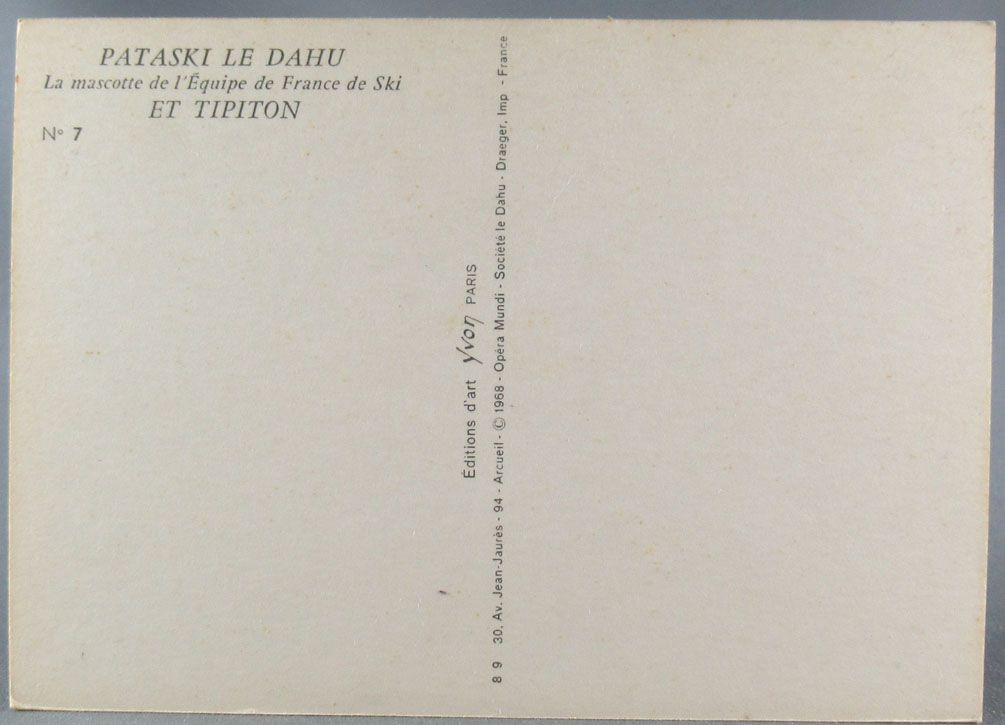 PATASKI LE DAHU
La mascotte de l'Équipe de France de Ski
ET TIPITON
N° 7
Éditions d'art yvon PARIS
8 9 30, Av. Jean-Jaurès - 94 - Arcueil - © 1968 - Opéra Mundi - Société le Dahu - Draeger, Imp - France